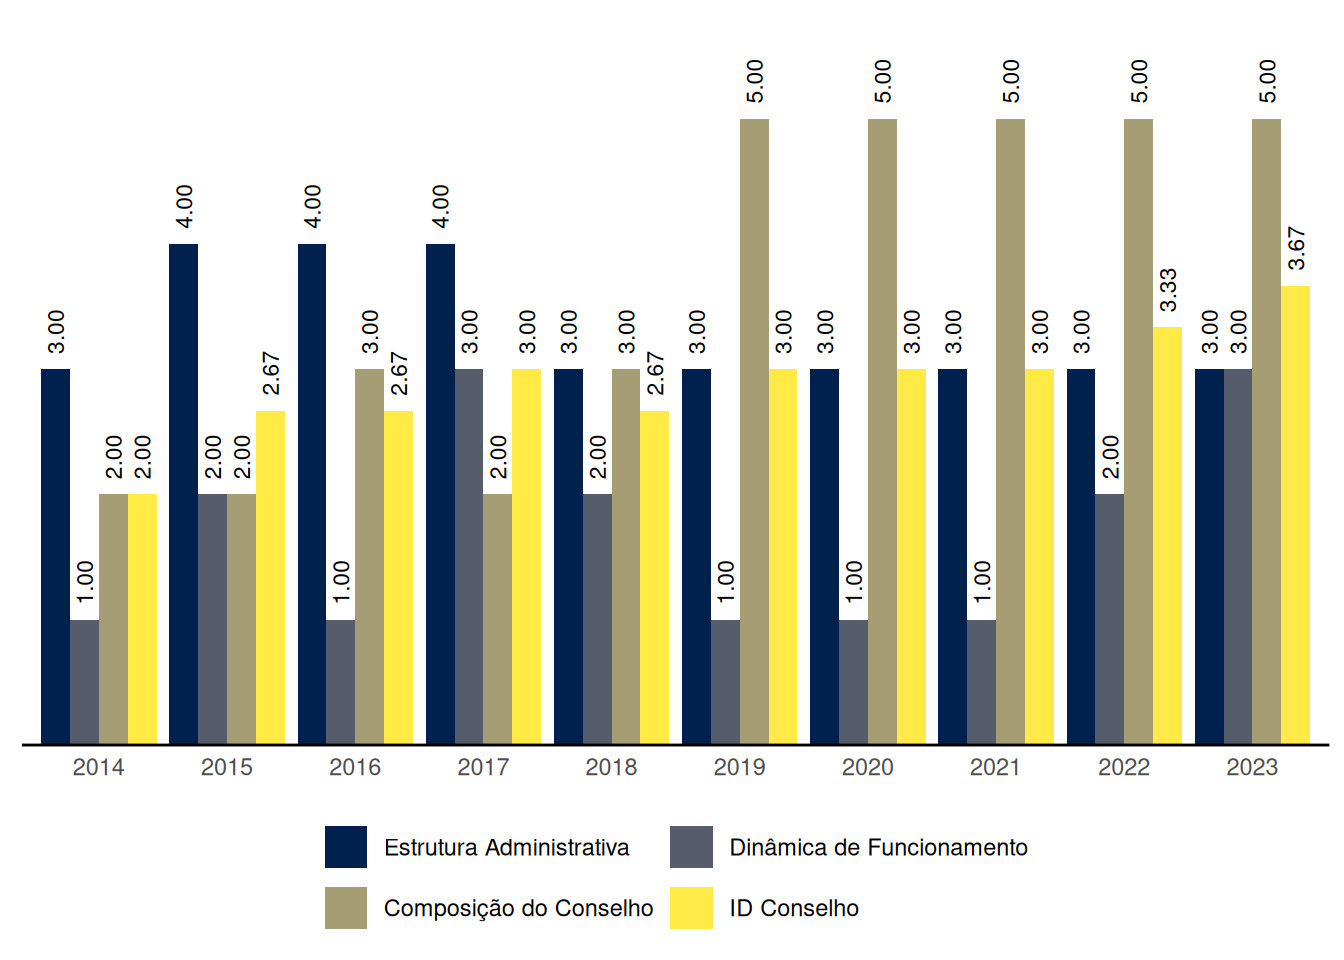 5.00 5.00 5.00 5.00 5.00
4.00 4.00 4.00
3.67
3.33
3.00 3.00 3.00 3.00 3.00 3.00 3.00 3.00 3.00 3.00 3.00 3.00 3.00 3.00 3.00
2.67 2.67 2.67
2.00 2.00 2.00 2.00 2.00 2.00 2.00
1.00 1.00 1.00 1.00 1.00
2014 2015 2016 2017 2018 2019 2020 2021 2022 2023
Estrutura Administrativa Dinâmica de Funcionamento
Composição do Conselho ID Conselho